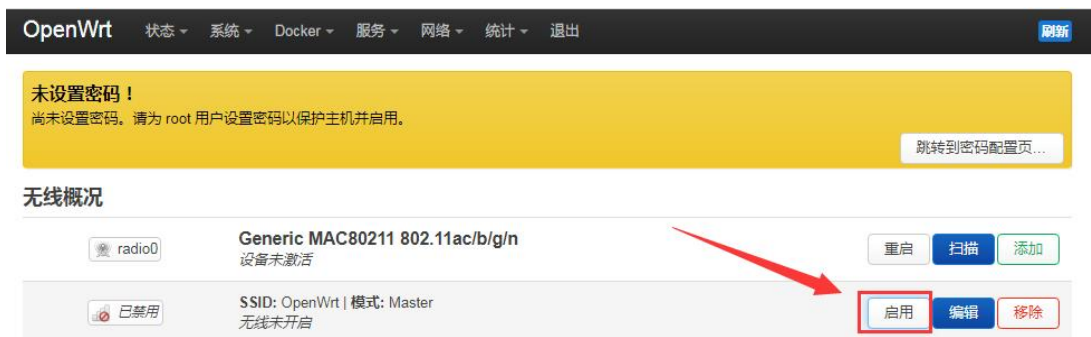 OpenWrt 状态 系统 Docker 服务 网络 统计 退出 刷新
未设置密码！
尚未设置密码。请为 root 用户设置密码以保护主机并启用。
跳转到密码配置页...
无线概况
radio0 Generic MAC80211 802.11ac/b/g/n 重启 扫描 添加
设备未激活
已禁用 SSID: OpenWrt | 模式: Master 启用 编辑 移除
无线未开启